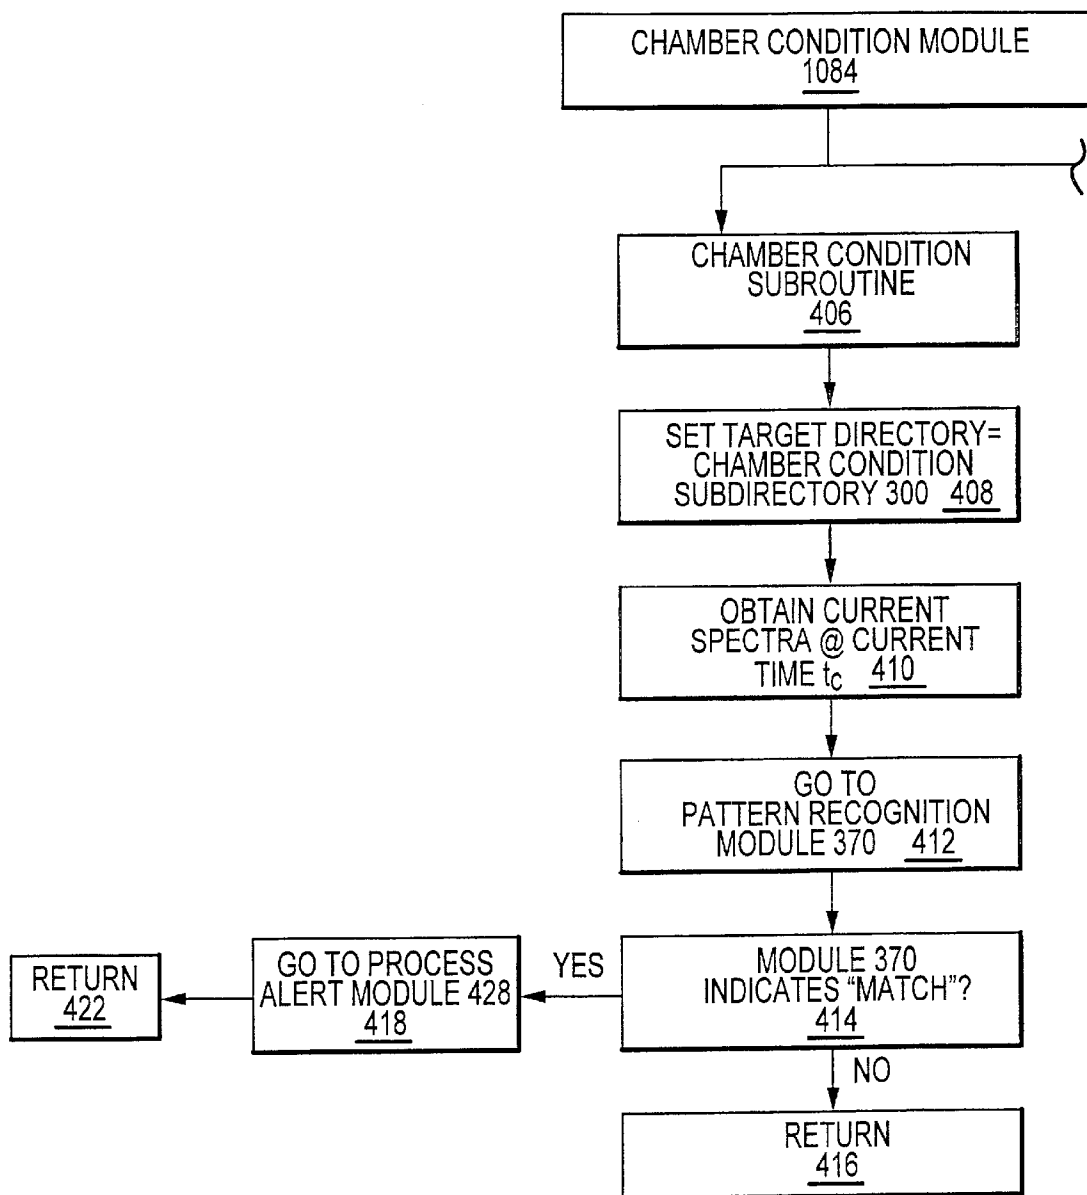 CHAMBER CONDITION MODULE
1084
CHAMBER CONDITION
SUBROUTINE
406
SET TARGET DIRECTORY=
CHAMBER CONDITION
SUBDIRECTORY 300 408
OBTAIN CURRENT
SPECTRA @ CURRENT
TIME tC 410
GO TO
PATTERN RECOGNITION
MODULE 370 412
MODULE 370
INDICATES “MATCH”?
414
YES
GO TO PROCESS
ALERT MODULE 428
418
RETURN
422
NO
RETURN
416